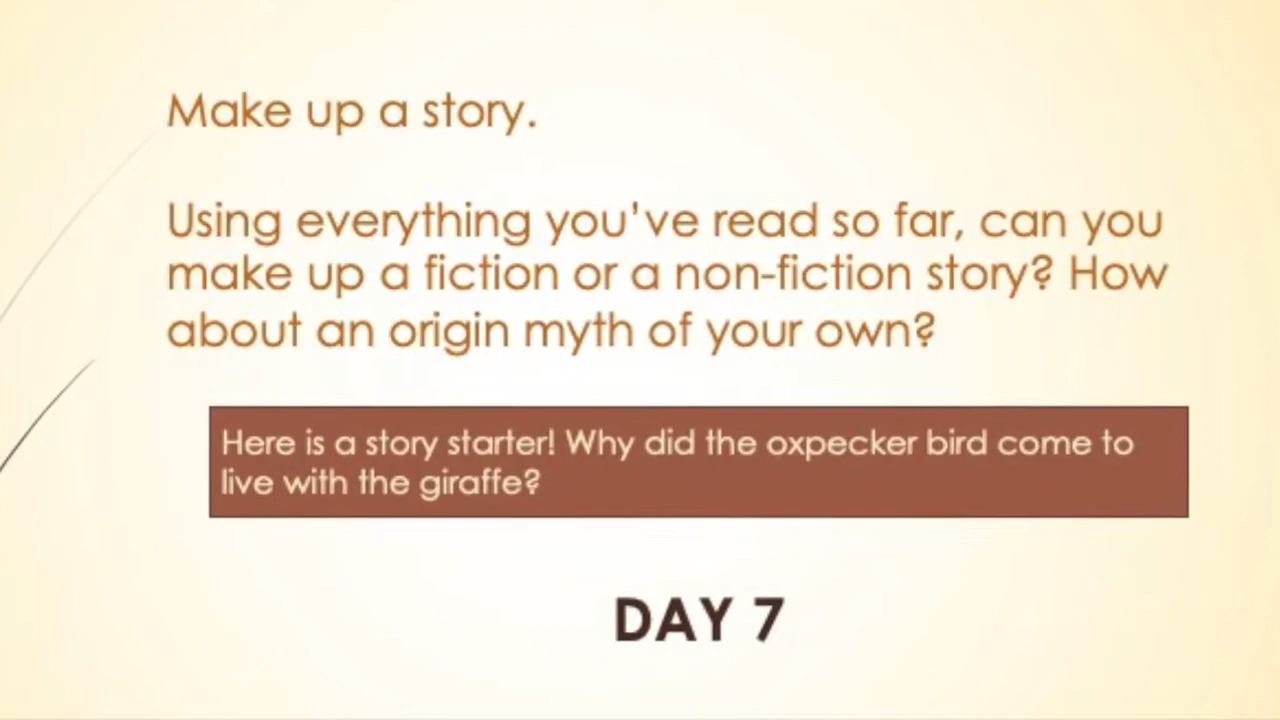 Make up a story.
Using everything you've read so far, can you
make up a fiction or a non-fiction story? How
about an origin myth of your own?
Here is a story starter! Why did the oxpecker bird come to
live with the giraffe?
DAY 7